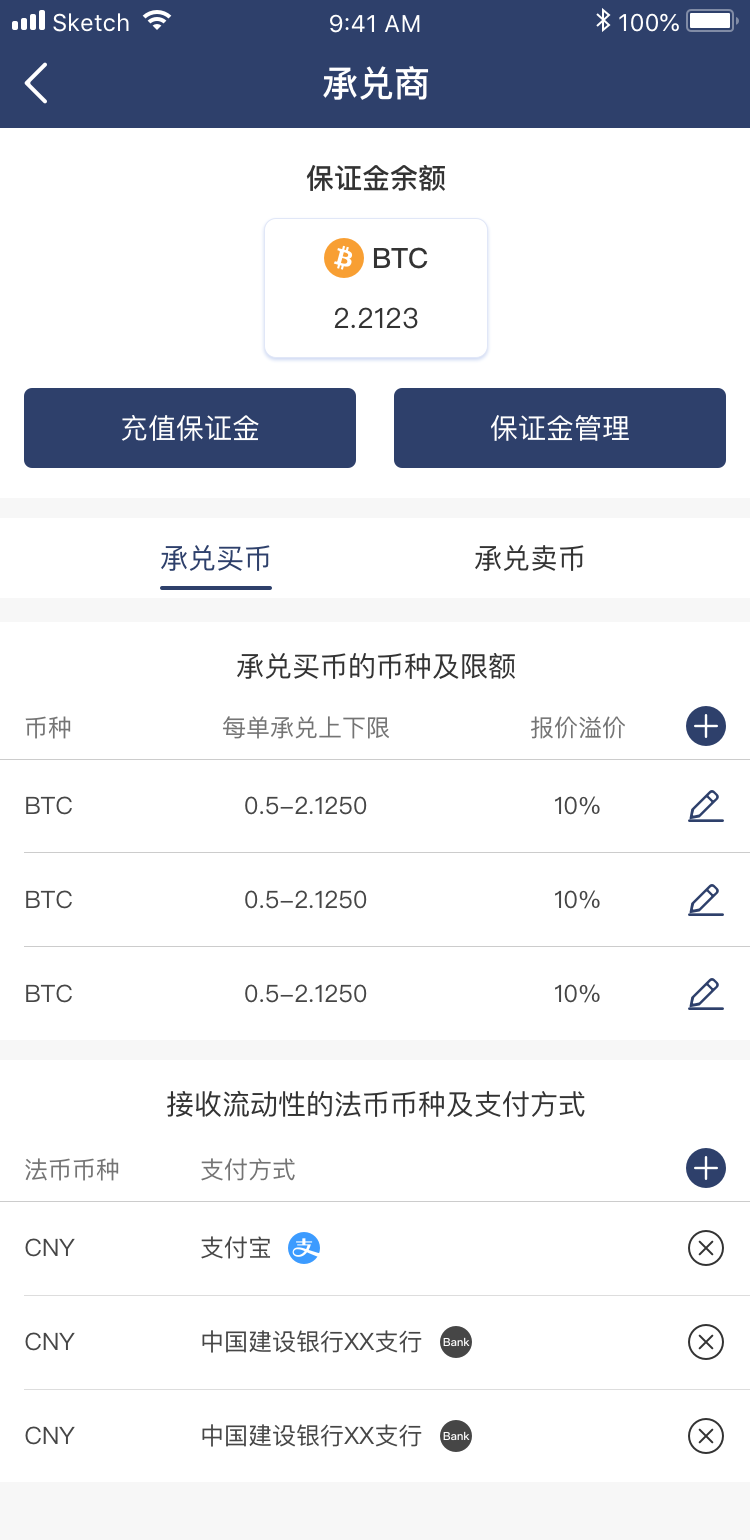 Sketch 9:41 AM 100%
承兑商
保证金余额
BTC
2.2123
充值保证金 保证金管理
承兑买币 承兑卖币
承兑买币的币种及限额
币种 每单承兑上下限 报价溢价
BTC 0.5–2.1250 10%
BTC 0.5–2.1250 10%
BTC 0.5–2.1250 10%
接收流动性的法币币种及支付方式
法币币种 支付方式
CNY 支付宝 支
CNY 中国建设银行XX支行 Bank
CNY 中国建设银行XX支行 Bank